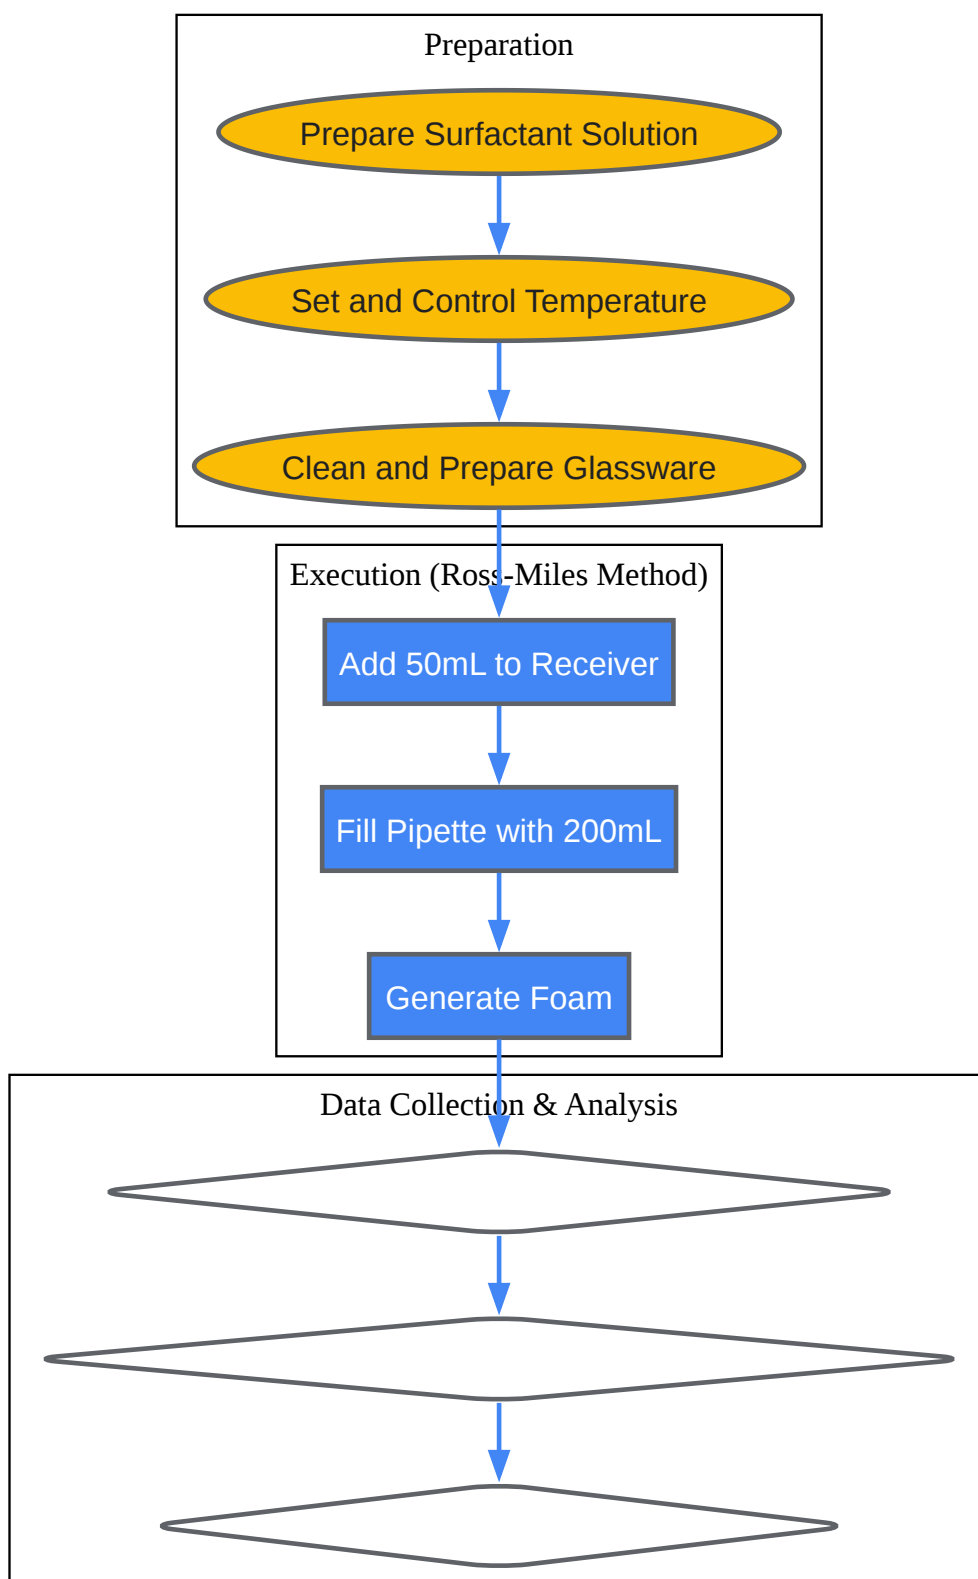 Preparation
Prepare Surfactant Solution
Set and Control Temperature
Clean and Prepare Glassware
Execution (Ross-Miles Method)
Add 50mL to Receiver
Fill Pipette with 200mL
Generate Foam
Data Collection & Analysis